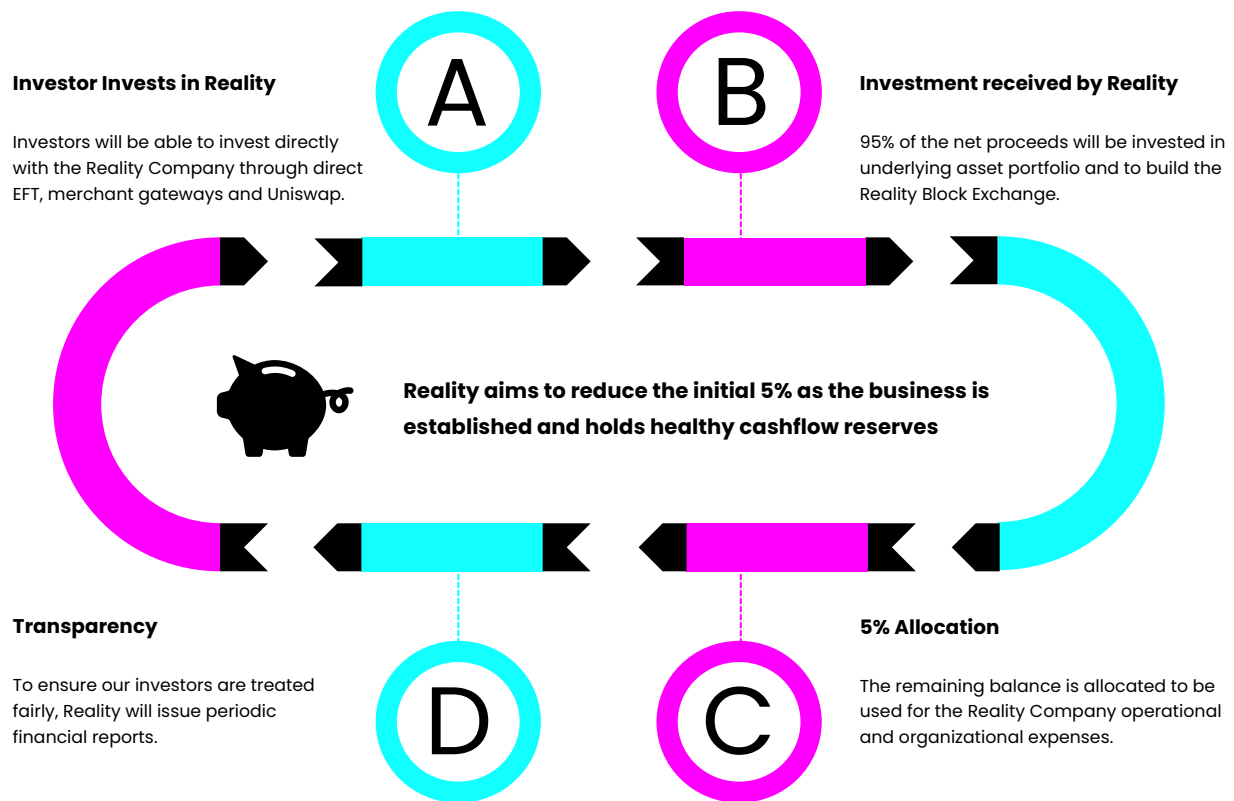 A
Investor Invests in Reality
Investors will be able to invest directly
with the Reality Company through direct
EFT, merchant gateways and Uniswap.
B
Investment received by Reality
95% of the net proceeds will be invested in
underlying asset portfolio and to build the
Reality Block Exchange.
Reality aims to reduce the initial 5% as the business is
established and holds healthy cashflow reserves
C
5% Allocation
The remaining balance is allocated to be
used for the Reality Company operational
and organizational expenses.
D
Transparency
To ensure our investors are treated
fairly, Reality will issue periodic
financial reports.